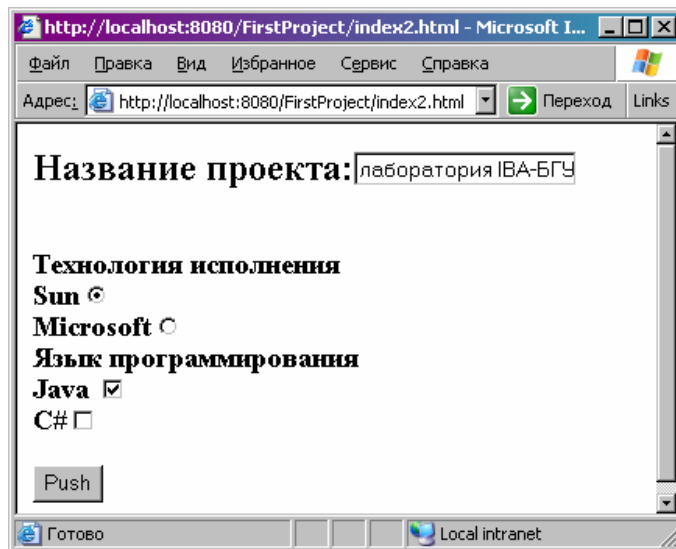 http://localhost:8080/FirstProject/index2.html - Microsoft I...
Файл Правка Вид Избранное Сервис Справка
Адрес: http://localhost:8080/FirstProject/index2.html Переход Links
Название проекта: лаборатория IBA-БГУ
Технология исполнения
Sun
Microsoft
Язык программирования
Java
C#
Push
Готово Local intranet